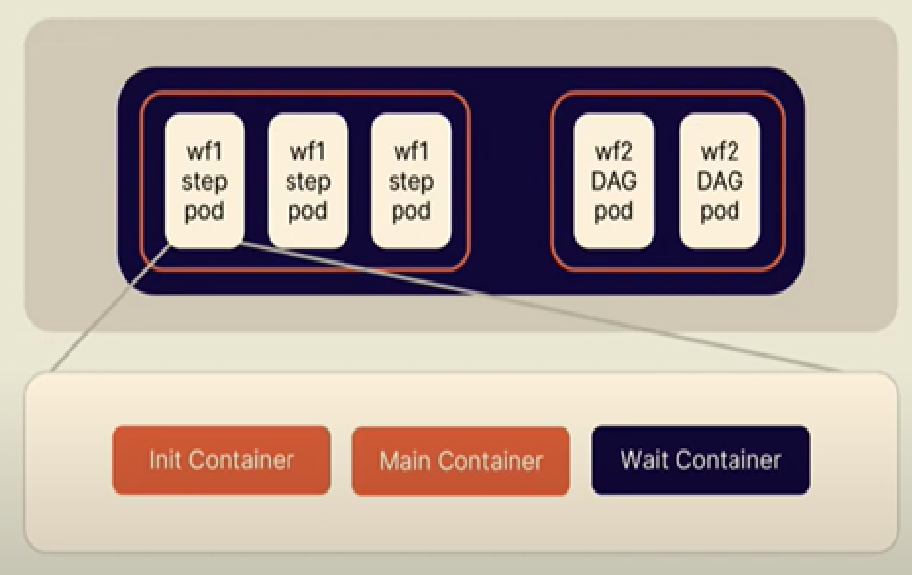 wf1
step
pod
wf1
step
pod
wf1
step
pod
wf2
DAG
pod
wf2
DAG
pod
Init Container
Main Container
Wait Container